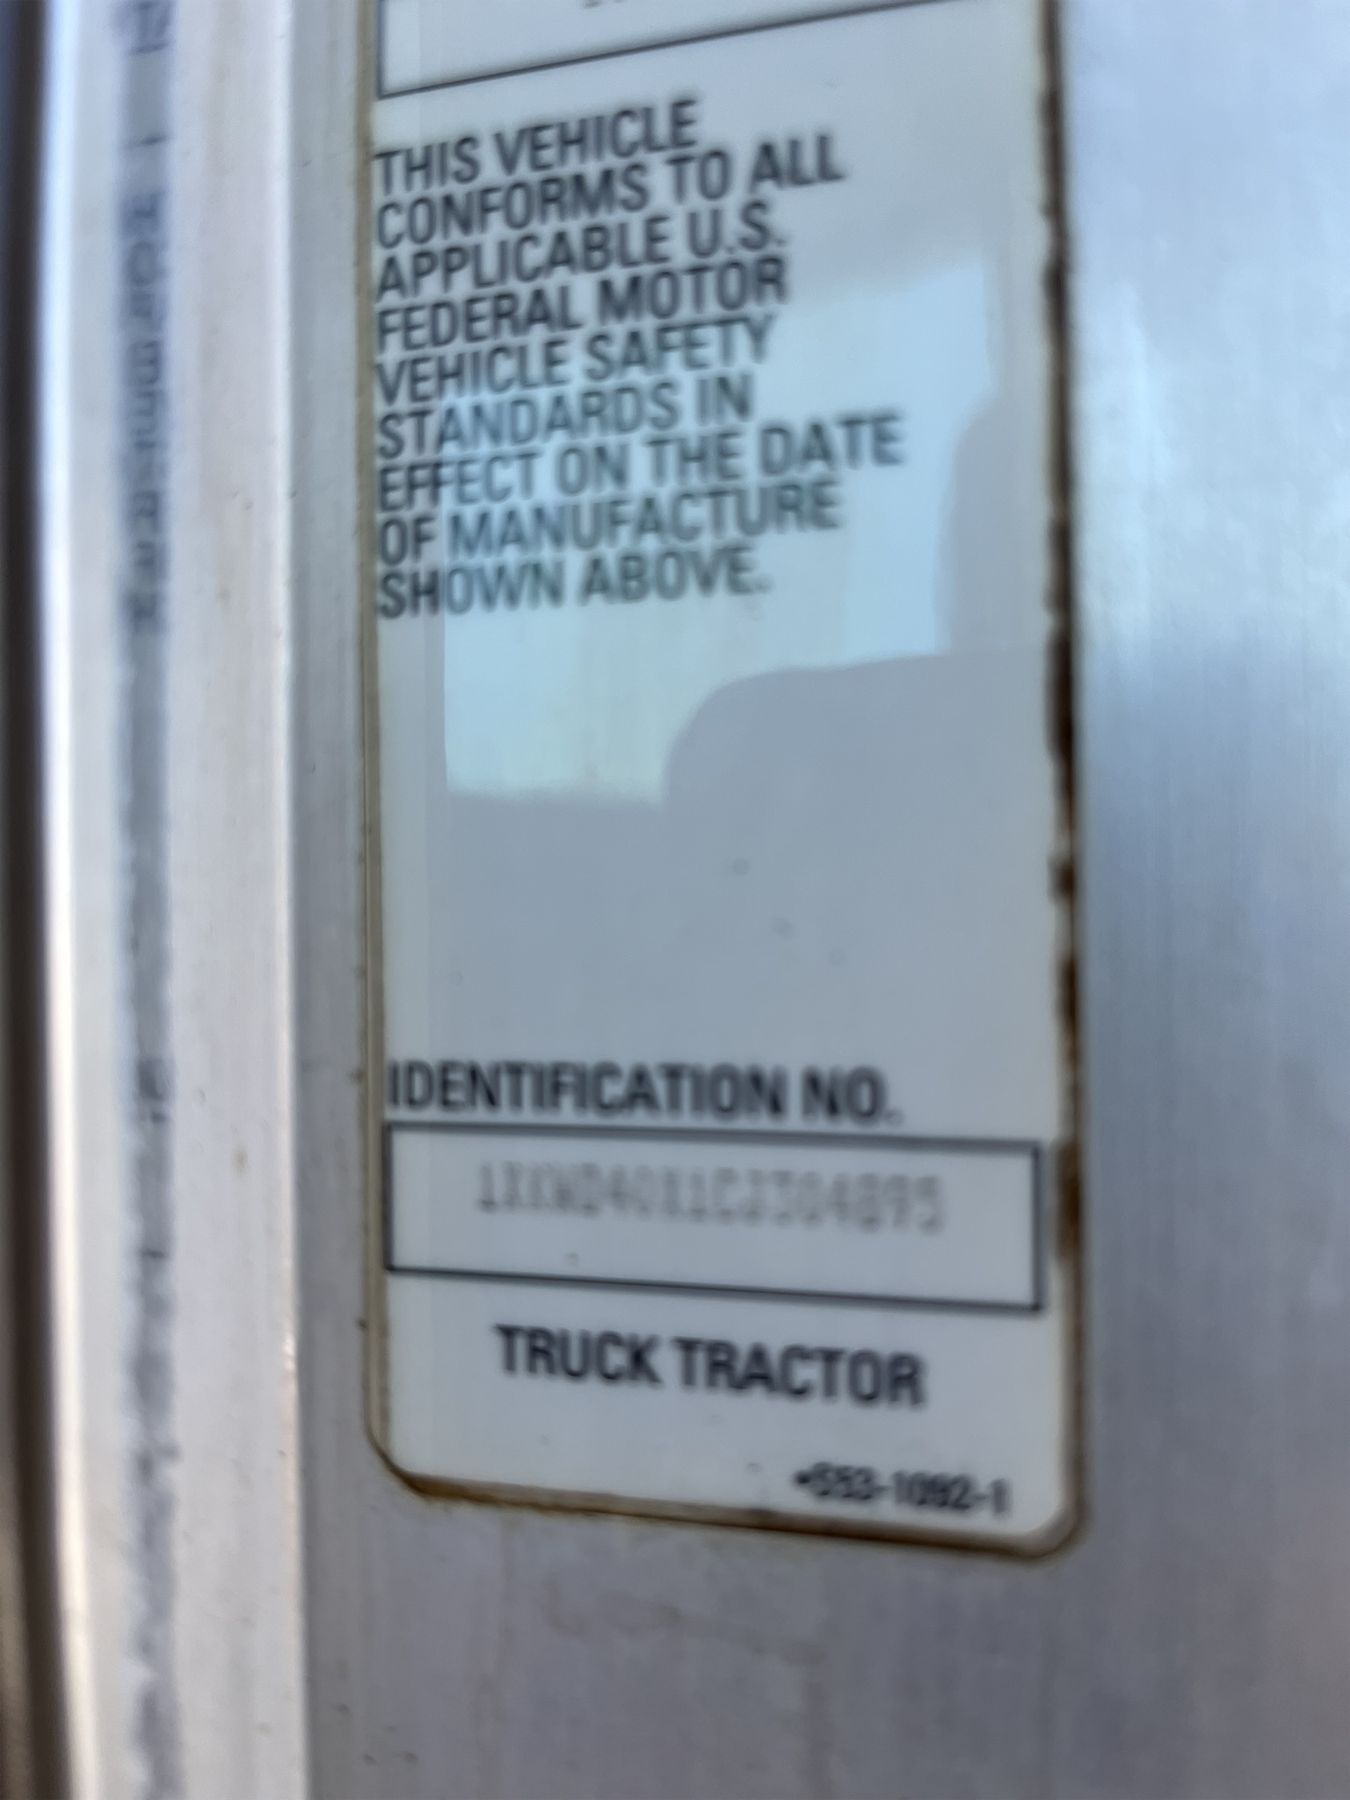 THIS VEHICLE
CONFORMS TO ALL
APPLICABLE U.S.
FEDERAL MOTOR
VEHICLE SAFETY
STANDARDS IN
EFFECT ON THE DATE
OF MANUFACTURE
SHOWN ABOVE.
IDENTIFICATION NO.
TRUCK TRACTOR